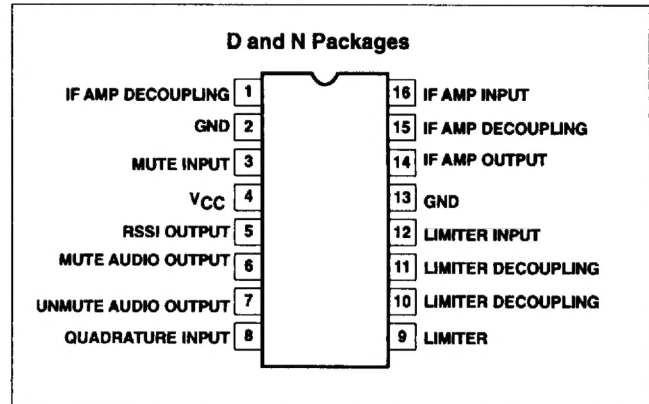 D and N Packages
IF AMP DECOUPLING 1
GND 2
MUTE INPUT 3
VCC 4
RSSI OUTPUT 5
MUTE AUDIO OUTPUT 6
UNMUTE AUDIO OUTPUT 7
QUADRATURE INPUT 8
16 IF AMP INPUT
15 IF AMP DECOUPLING
14 IF AMP OUTPUT
13 GND
12 LIMITER INPUT
11 LIMITER DECOUPLING
10 LIMITER DECOUPLING
9 LIMITER